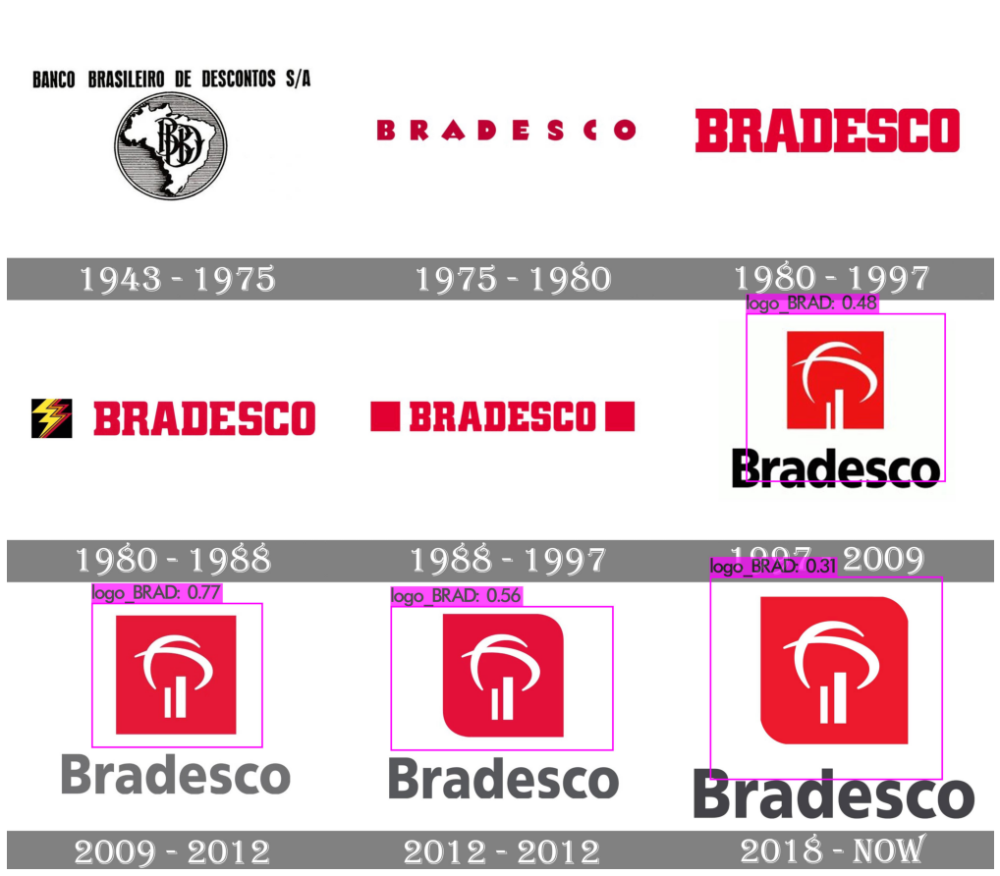 BANCO BRASILEIRO DE DESCONTOS S/A
BBD
BRADESCO
BRADESCO
1943 - 1975
1975 - 1980
1980 - 1997
logo_BRAD: 0.48
BRADESCO
BRADESCO
Bradesco
1980 - 1988
1988 - 1997
1997 - 2009
logo_BRAD: 0.31
logo_BRAD: 0.77
logo_BRAD: 0.56
Bradesco
Bradesco
Bradesco
2009 - 2012
2012 - 2012
2018 - NOW